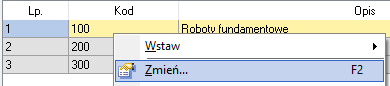 Lp. Kod Opis
1 100 Roboty fundamentowe
2 200 Wstaw
3 300 Zmień... F2